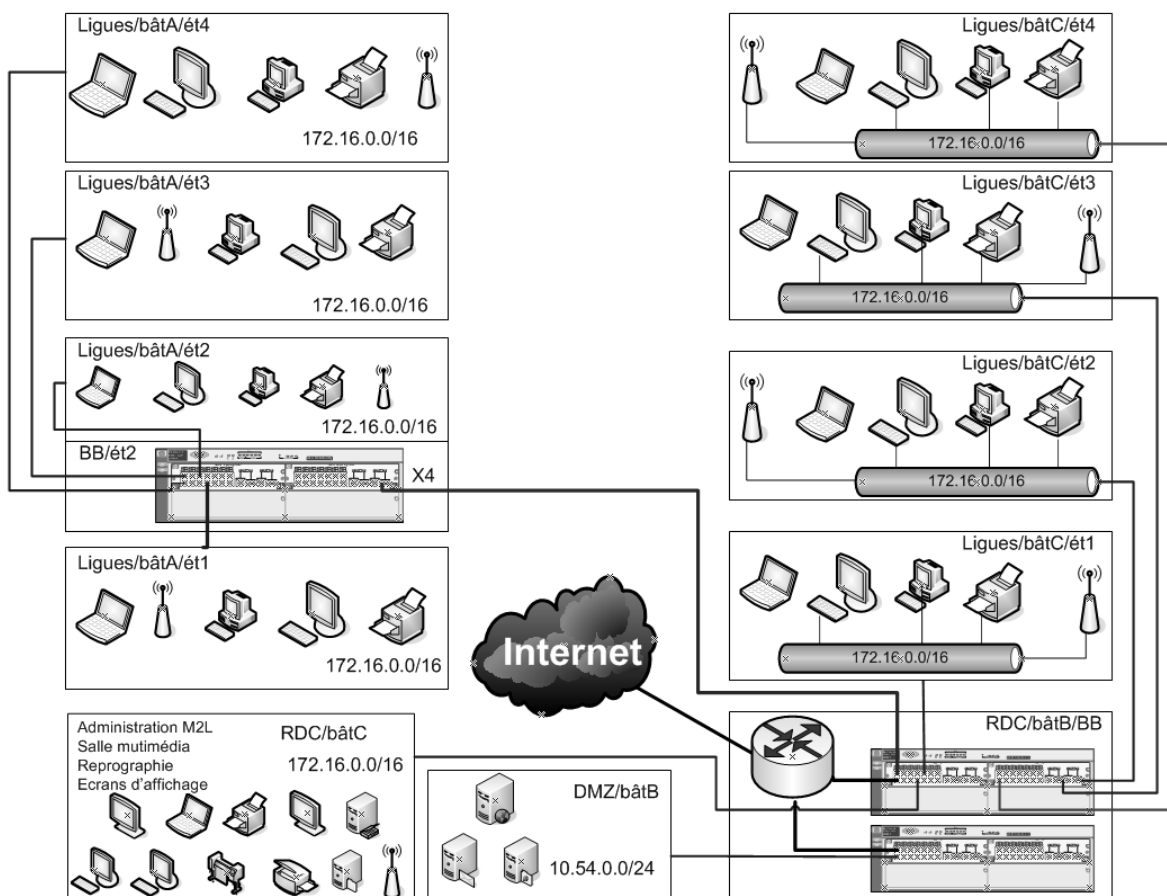 Ligues/bâtA/ét4
172.16.0.0/16
Ligues/bâtA/ét3
172.16.0.0/16
Ligues/bâtA/ét2
172.16.0.0/16
BB/ét2
X4
Ligues/bâtA/ét1
172.16.0.0/16
Administration M2L
Salle mutimédia
Reprographie
Ecrans d'affichage
RDC/bâtC
172.16.0.0/16
Internet
DMZ/bâtB
10.54.0.0/24
Ligues/bâtC/ét4
172.16.0.0/16
Ligues/bâtC/ét3
172.16.0.0/16
Ligues/bâtC/ét2
172.16.0.0/16
Ligues/bâtC/ét1
172.16.0.0/16
RDC/bâtB/BB